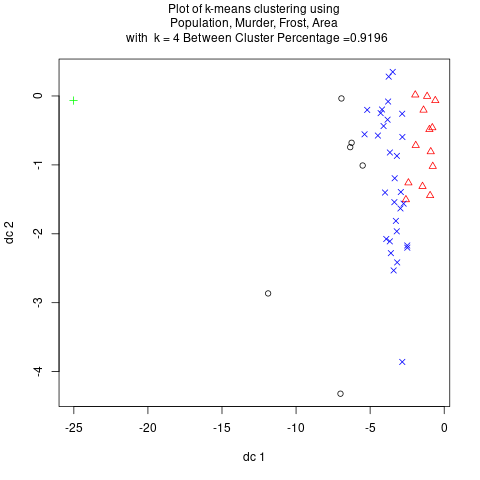 Plot of k-means clustering using
Population, Murder, Frost, Area
with k = 4 Between Cluster Percentage =0.9196
0
-1
-2
-3
-4
dc 2
-25 -20 -15 -10 -5 0
dc 1